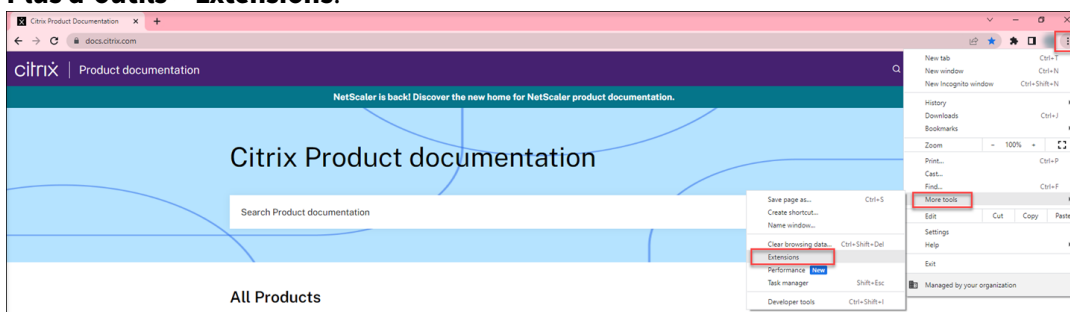 Citrix Product Documentation × +
docs.citrix.com
citrix | Product documentation
NetScaler is back! Discover the new home for NetScaler product documentation.
Citrix Product documentation
Search Product documentation
All Products
New tab Ctrl+T
New window Ctrl+N
New Incognito window Ctrl+Shift+N
History
Downloads Ctrl+J
Bookmarks
Zoom - 100% +
Print... Ctrl+P
Cast...
Find... Ctrl+F
More tools
Edit Cut Copy Paste
Settings
Help
Exit
Managed by your organization
Save page as... Ctrl+S
Create shortcut...
Name window...
Clear browsing data... Ctrl+Shift+Del
Extensions
Performance New
Task manager Shift+Esc
Developer tools Ctrl+Shift+I